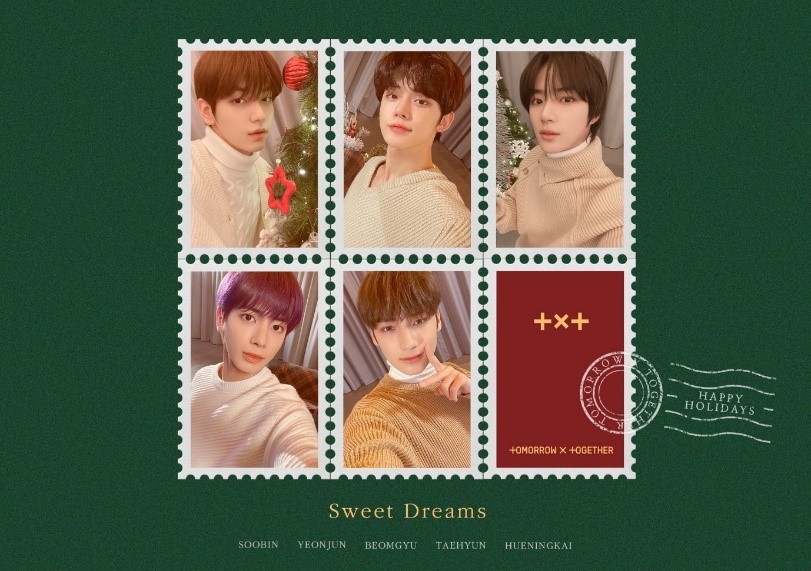 +×+
TOMORROW × TOGETHER
TOMORROW X TOGETHER
HAPPY
HOLIDAYS
Sweet Dreams
SOOBIN YEONJUN BEOMGYU TAEHYUN HUENINGKAI